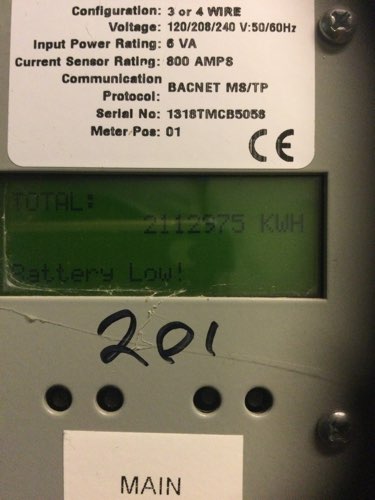 Configuration: 3 or 4 WIRE
Voltage: 120/208/240 V:50/60Hz
Input Power Rating: 6 VA
Current Sensor Rating: 800 AMPS
Communication
Protocol: BACNET MS/TP
Serial No: 1318TMCB5058
Meter Pos: 01
CE
TOTAL:
2112975 KWH
Battery Low!
201
MAIN